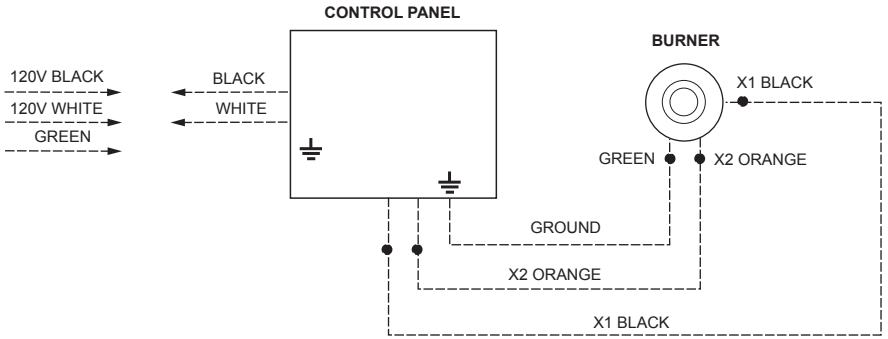 CONTROL PANEL
BURNER
120V BLACK
BLACK
X1 BLACK
120V WHITE
WHITE
GREEN
GREEN
X2 ORANGE
GROUND
X2 ORANGE
X1 BLACK